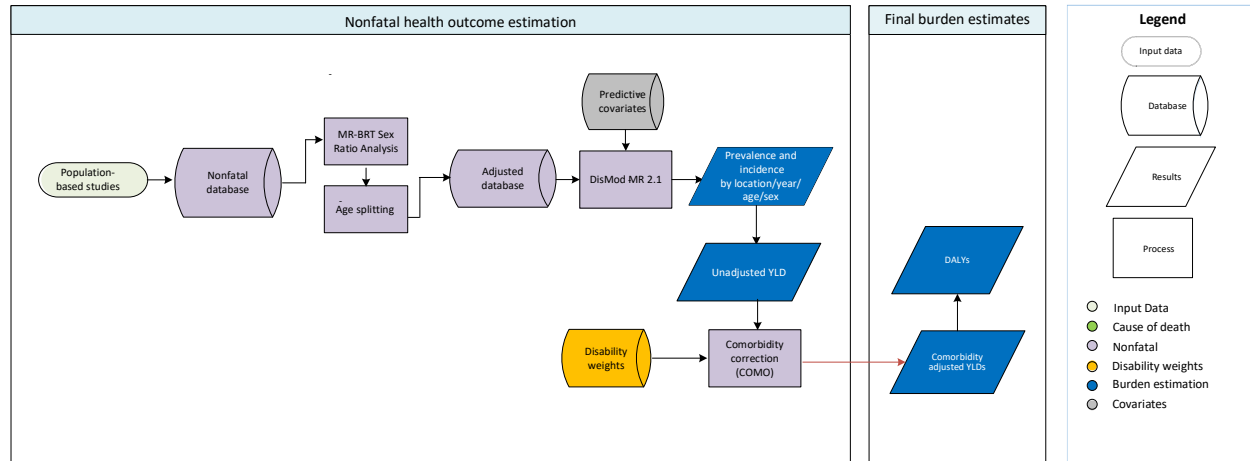 Nonfatal health outcome estimation
Final burden estimates
Legend
Input data
Database
Results
Process
Input Data
Cause of death
Nonfatal
Disability weights
Burden estimation
Covariates
Population-
based studies
Nonfatal
database
MR-BRT Sex
Ratio Analysis
Age splitting
Adjusted
database
Predictive
covariates
DisMod MR 2.1
Prevalence and
incidence
by location/year/
age/sex
Unadjusted YLD
Disability
weights
Comorbidity
correction
(COMO)
DALYs
Comorbidity
adjusted YLDs